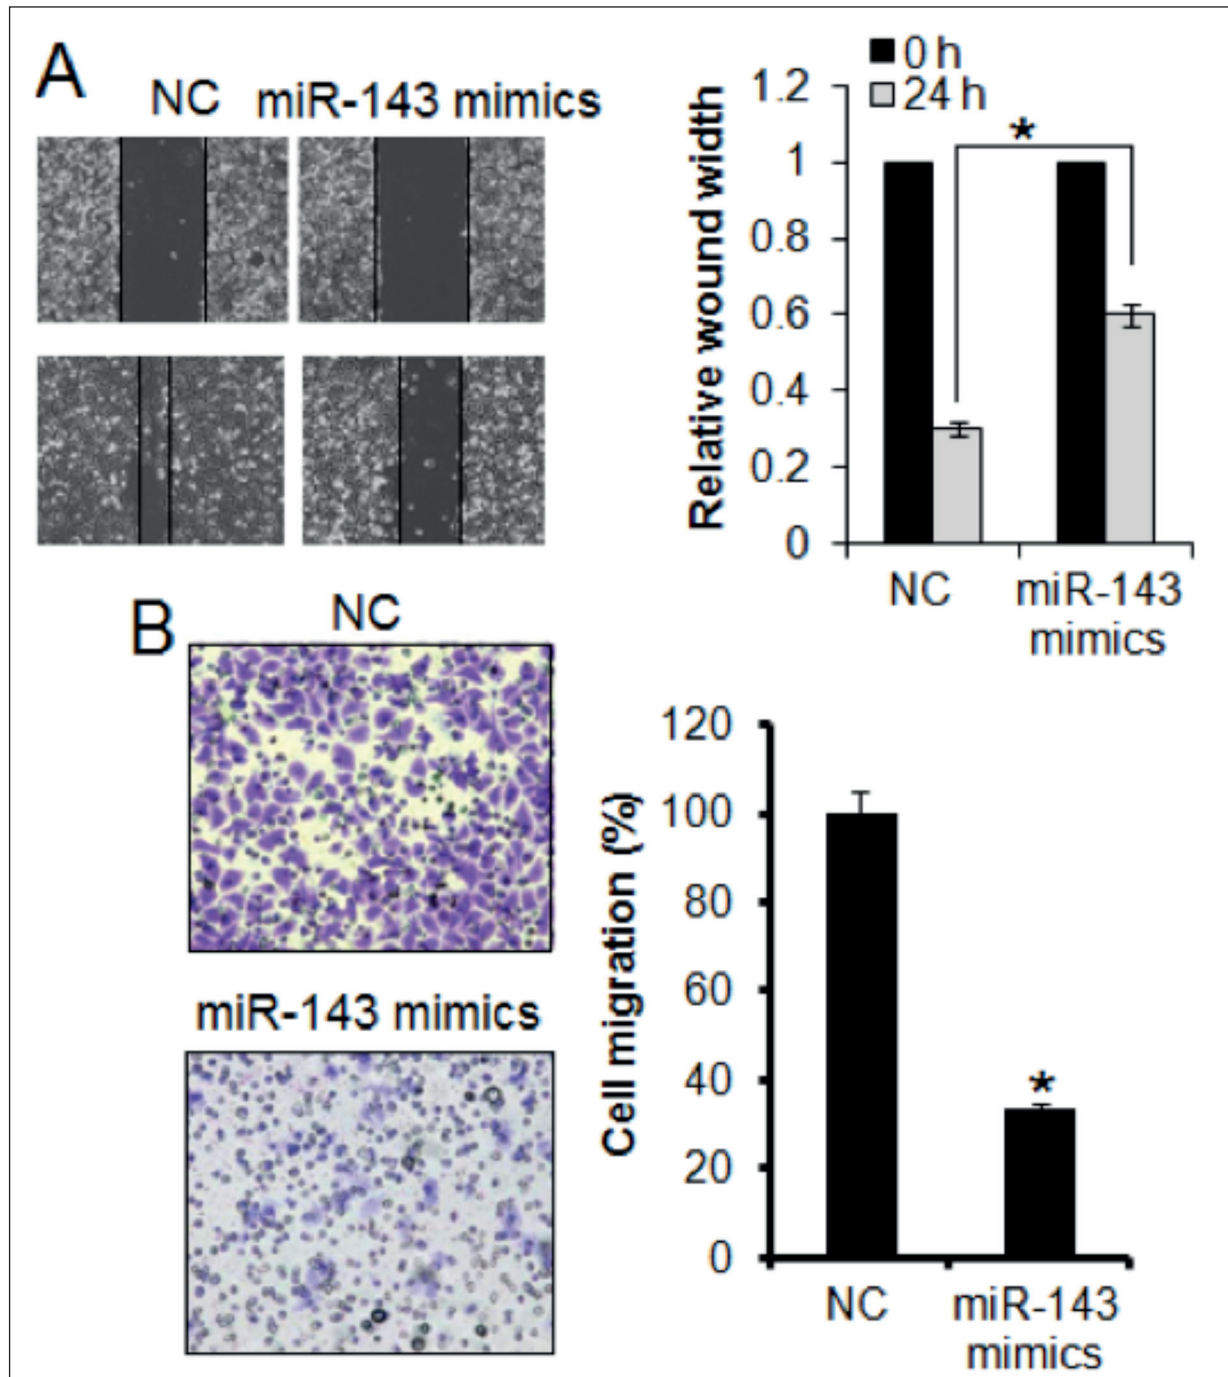 A
NC miR-143 mimics
0 h
24 h
Relative wound width
1.2
1
0.8
0.6
0.4
0.2
0
*
NC miR-143
mimics
B
NC
miR-143 mimics
Cell migration (%)
120
100
80
60
40
20
0
*
NC miR-143
mimics